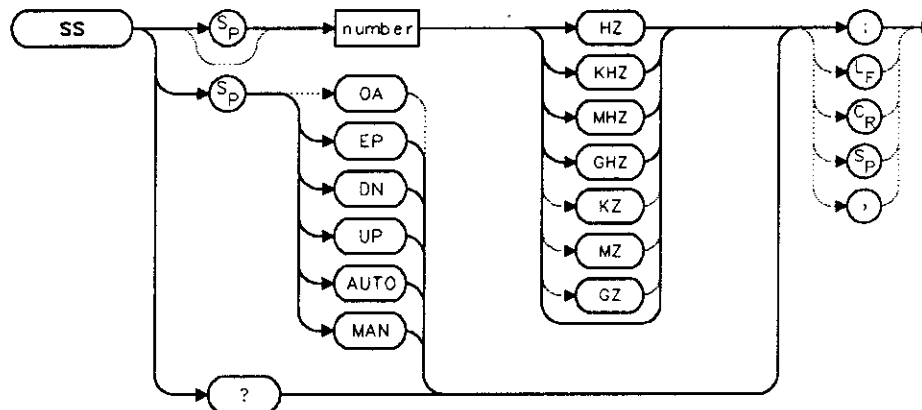 SS
SP
number
HZ
KHZ
MHZ
GHZ
KZ
MZ
GZ
;
LF
CR
SP
,
SP
OA
EP
DN
UP
AUTO
MAN
?